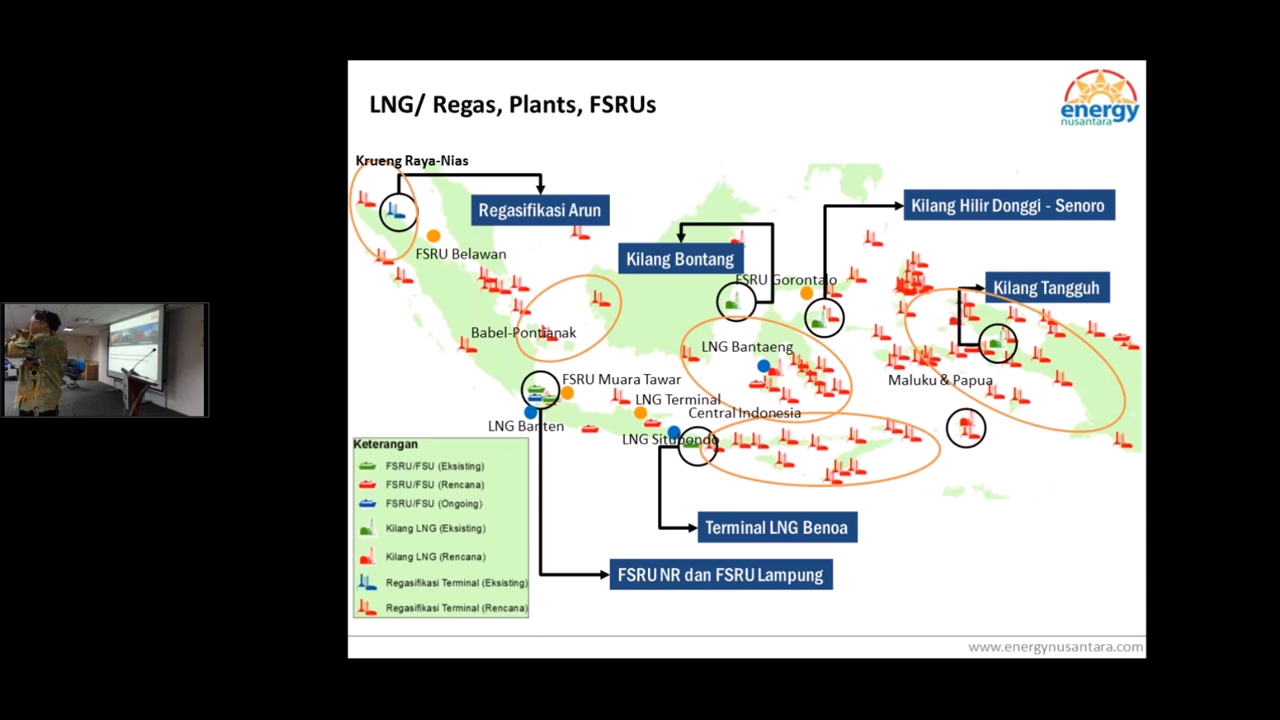 LNG/ Regas, Plants, FSRUs
energy
nusantara
Krueng Raya-Nias
Regasifikasi Arun
Kilang Hilir Donggi - Senoro
FSRU Belawan
Kilang Bontang
FSRU Gorontalo
Kilang Tangguh
Babel-Pontianak
LNG Bantaeng
FSRU Muara Tawar
Maluku & Papua
LNG Terminal
Central Indonesia
LNG Banten
LNG Situbondo
Keterangan
FSRU/FSU (Eksisting)
FSRU/FSU (Rencana)
FSRU/FSU (Ongoing)
Kilang LNG (Eksisting)
Kilang LNG (Rencana)
Regasifikasi Terminal (Eksisting)
Regasifikasi Terminal (Rencana)
Terminal LNG Benoa
FSRU NR dan FSRU Lampung
www.energynusantara.com